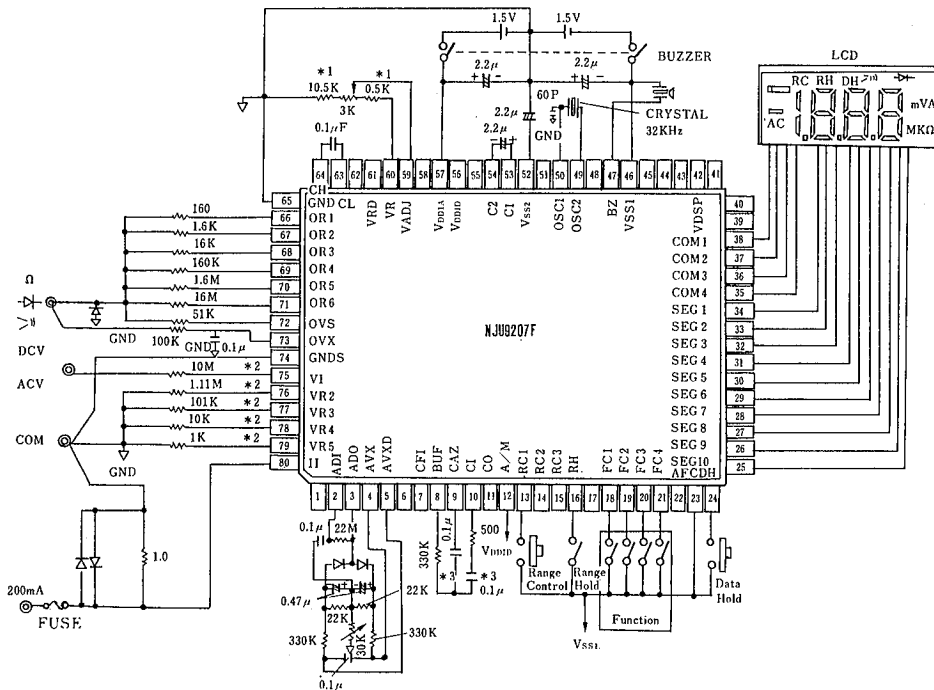 1.5V 1.5V
BUZZER
LCD
*1 *1
10.5K 0.5K
3K
2.2μ 2.2μ
+ - + -
60P
2.2μ GND
CRYSTAL
32KHz
0.1μF
2.2μ
RC RH DH
AC
mVA
MKΩ
64 63 62 61 60 59 58 57 56 55 54 53 52 51 50 49 48 47 46 45 44 43 42 41
CH
CL VRD VR VADJ VDD1A VDD1D C2 C1 VSS2 OSC1 OSC2 BZ VSS1 VDSP
65 GND
160 66 OR1
1.6K 67 OR2
16K 68 OR3
160K 69 OR4
1.6M 70 OR5
16M 71 OR6
51K 72 OVS
100K 73 OVX
GND 0.1μ
74 GNDS
10M *2 75 V1
1.11M *2 76 VR2
101K *2 77 VR3
10K *2 78 VR4
1K *2 79 VR5
80 I1
Ω
GND
DCV
ACV
COM
GND
NJU9207F
40
39
COM1 38
COM2 37
COM3 36
COM4 35
SEG1 34
SEG2 33
SEG3 32
SEG4 31
SEG5 30
SEG6 29
SEG7 28
SEG8 27
SEG9 26
SEG10 25
AFCDH
ADI ADO AVX AVXD CFI BUF CAZ CI CO A/M RC1 RC2 RC3 RH FC1 FC2 FC3 FC4
1 2 3 4 5 6 7 8 9 10 11 12 13 14 15 16 17 18 19 20 21 22 23 24
0.1μ 22M
330K 0.1μ 500
*3 *3
0.1μ
VDD1D
Range
Control
Range
Hold
Function
Data
Hold
VSS1
1.0
200mA
FUSE
0.47μ
22K
22K
330K 30K 330K
0.1μ